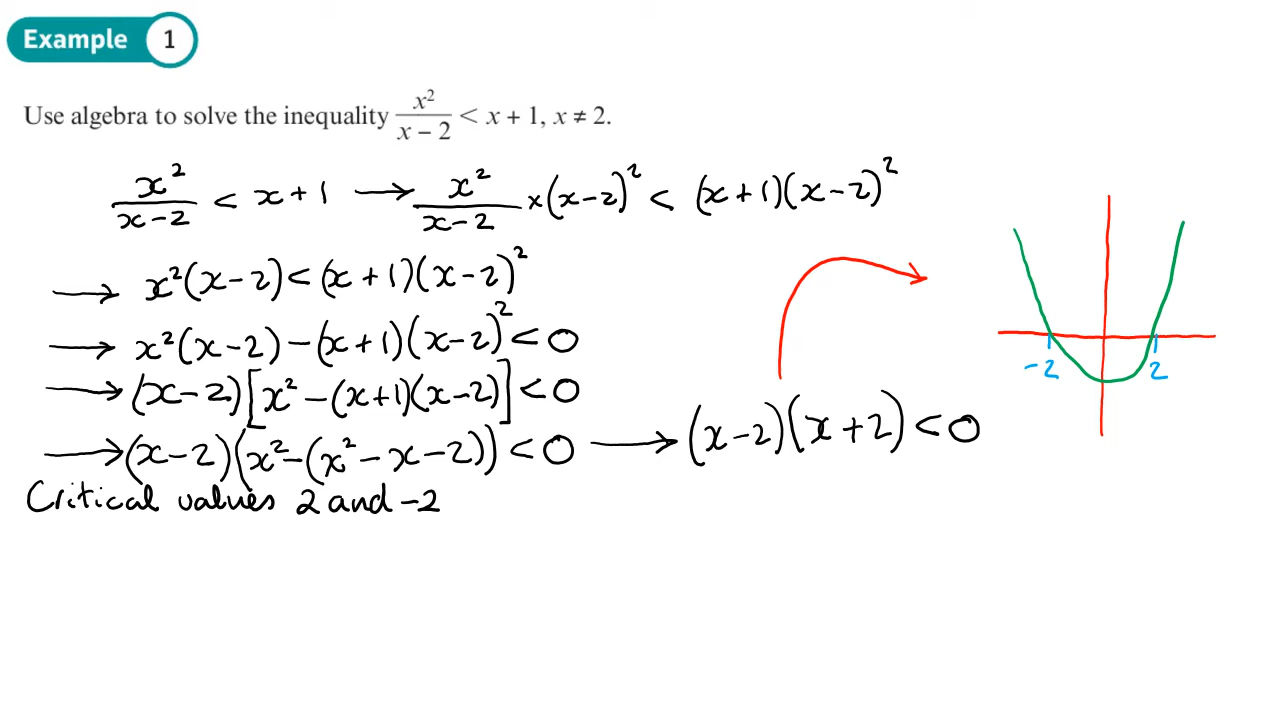 Example 1
Use algebra to solve the inequality x²/(x − 2) < x + 1, x ≠ 2.
x²/(x−2) < x+1 → x²/(x−2) ×(x−2)² < (x+1)(x−2)²
→ x²(x−2) < (x+1)(x−2)²
→ x²(x−2) − (x+1)(x−2)² < 0
→ (x−2)[x² − (x+1)(x−2)] < 0
→ (x−2)(x² − (x² − x − 2)) < 0 → (x−2)(x+2) < 0
Critical values 2 and −2
−2 2